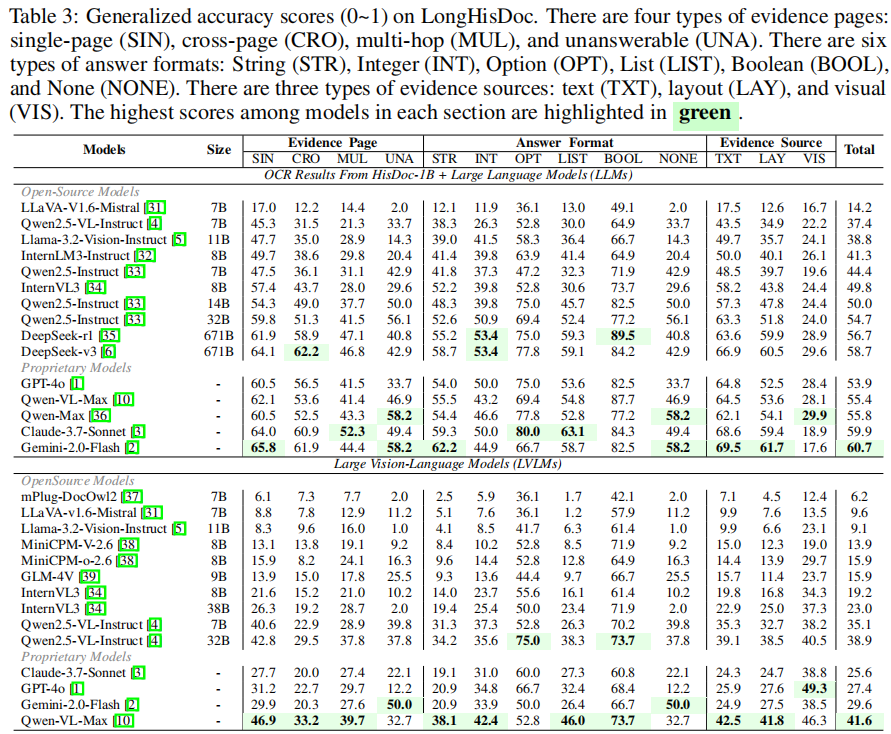 Table 3: Generalized accuracy scores (0~1) on LongHisDoc. There are four types of evidence pages:
single-page (SIN), cross-page (CRO), multi-hop (MUL), and unanswerable (UNA). There are six
types of answer formats: String (STR), Integer (INT), Option (OPT), List (LIST), Boolean (BOOL),
and None (NONE). There are three types of evidence sources: text (TXT), layout (LAY), and visual
(VIS). The highest scores among models in each section are highlighted in green .
Models Size Evidence Page Answer Format Evidence Source Total
SIN CRO MUL UNA STR INT OPT LIST BOOL NONE TXT LAY VIS
OCR Results From HisDoc-1B + Large Language Models (LLMs)
Open-Source Models
LLaVA-V1.6-Mistral [31] 7B 17.0 12.2 14.4 2.0 12.1 11.9 36.1 13.0 49.1 2.0 17.5 12.6 16.7 14.2
Qwen2.5-VL-Instruct [4] 7B 45.3 31.5 21.3 33.7 38.3 26.3 52.8 30.0 64.9 33.7 43.5 34.9 22.2 37.4
Llama-3.2-Vision-Instruct [5] 11B 47.7 35.0 28.9 14.3 39.0 41.5 58.3 36.4 66.7 14.3 49.7 35.7 24.1 38.8
InternLM3-Instruct [32] 8B 49.7 38.6 29.8 20.4 41.4 39.8 63.9 41.4 64.9 20.4 50.0 40.1 26.1 41.3
Qwen2.5-Instruct [33] 7B 47.5 36.1 31.1 42.9 41.8 37.3 47.2 32.3 71.9 42.9 48.5 39.7 19.6 44.4
InternVL3 [34] 8B 57.4 43.7 28.0 29.6 52.2 39.8 52.8 30.6 73.7 29.6 58.2 43.8 24.4 49.8
Qwen2.5-Instruct [33] 14B 54.3 49.0 37.7 50.0 48.3 39.8 75.0 45.7 82.5 50.0 57.3 47.8 24.4 50.0
Qwen2.5-Instruct [33] 32B 59.8 51.3 41.5 56.1 52.6 50.9 69.4 52.4 77.2 56.1 63.3 51.8 24.0 54.7
DeepSeek-r1 [35] 671B 61.9 58.9 47.1 40.8 55.2 53.4 75.0 59.3 89.5 40.8 63.6 59.9 28.9 56.7
DeepSeek-v3 [6] 671B 64.1 62.2 46.8 42.9 58.7 53.4 77.8 59.1 84.2 42.9 66.9 60.5 29.6 58.7
Proprietary Models
GPT-4o [1] - 60.5 56.5 41.5 33.7 54.0 50.0 75.0 53.6 82.5 33.7 64.8 52.5 28.4 53.9
Qwen-VL-Max [10] - 62.1 53.6 41.4 46.9 55.5 43.2 69.4 54.8 87.7 46.9 64.5 53.6 28.1 55.4
Qwen-Max [36] - 60.5 52.5 43.3 58.2 54.4 46.6 77.8 52.8 77.2 58.2 62.1 54.1 29.9 55.8
Claude-3.7-Sonnet [3] - 64.0 60.9 52.3 49.4 59.3 50.0 80.0 63.1 84.3 49.4 68.6 59.4 18.9 59.9
Gemini-2.0-Flash [2] - 65.8 61.9 44.4 58.2 62.2 44.9 66.7 58.7 82.5 58.2 69.5 61.7 17.6 60.7
Large Vision-Language Models (LVLMs)
OpenSource Models
mPlug-DocOwl2 [37] 7B 6.1 7.3 7.7 2.0 2.5 5.9 36.1 1.7 42.1 2.0 7.1 4.5 12.4 6.2
LLaVA-v1.6-Mistral [31] 7B 8.8 7.8 12.9 11.2 5.1 7.6 36.1 1.2 57.9 11.2 9.9 7.6 13.5 9.6
Llama-3.2-Vision-Instruct [5] 11B 8.3 9.6 16.0 1.0 4.1 8.5 41.7 6.3 61.4 1.0 9.9 6.6 23.1 9.1
MiniCPM-V-2.6 [38] 8B 13.1 13.8 19.1 9.2 8.4 10.2 52.8 8.5 71.9 9.2 15.0 12.3 19.0 13.9
MiniCPM-o-2.6 [38] 8B 15.9 8.2 24.1 16.3 9.6 14.4 52.8 12.8 64.9 16.3 14.4 13.9 29.7 15.9
GLM-4V [39] 9B 13.9 15.0 17.8 25.5 9.3 13.6 44.4 9.7 66.7 25.5 15.7 11.4 23.7 15.9
InternVL3 [34] 8B 21.6 15.2 21.0 10.2 14.0 23.7 55.6 16.1 61.4 10.2 19.8 16.8 34.3 19.2
InternVL3 [34] 38B 26.3 19.2 28.7 2.0 19.4 25.4 50.0 23.4 71.9 2.0 22.9 25.0 37.3 23.0
Qwen2.5-VL-Instruct [4] 7B 40.6 22.9 28.9 39.8 31.3 37.3 52.8 26.3 70.2 39.8 35.3 32.7 38.2 35.1
Qwen2.5-VL-Instruct [4] 32B 42.8 29.5 37.8 37.8 34.2 35.6 75.0 38.3 73.7 37.8 39.1 38.5 40.5 38.9
Proprietary Models
Claude-3.7-Sonnet [3] - 27.7 20.0 27.4 22.1 19.1 31.0 60.0 27.3 60.8 22.1 24.3 24.7 38.8 25.6
GPT-4o [1] - 31.2 22.7 29.7 12.2 20.9 34.8 66.7 32.4 68.4 12.2 25.9 27.6 49.3 27.4
Gemini-2.0-Flash [2] - 29.9 20.3 27.6 50.0 20.9 33.9 50.0 26.4 66.7 50.0 24.9 27.5 38.5 29.6
Qwen-VL-Max [10] - 46.9 33.2 39.7 32.7 38.1 42.4 52.8 46.0 73.7 32.7 42.5 41.8 46.3 41.6